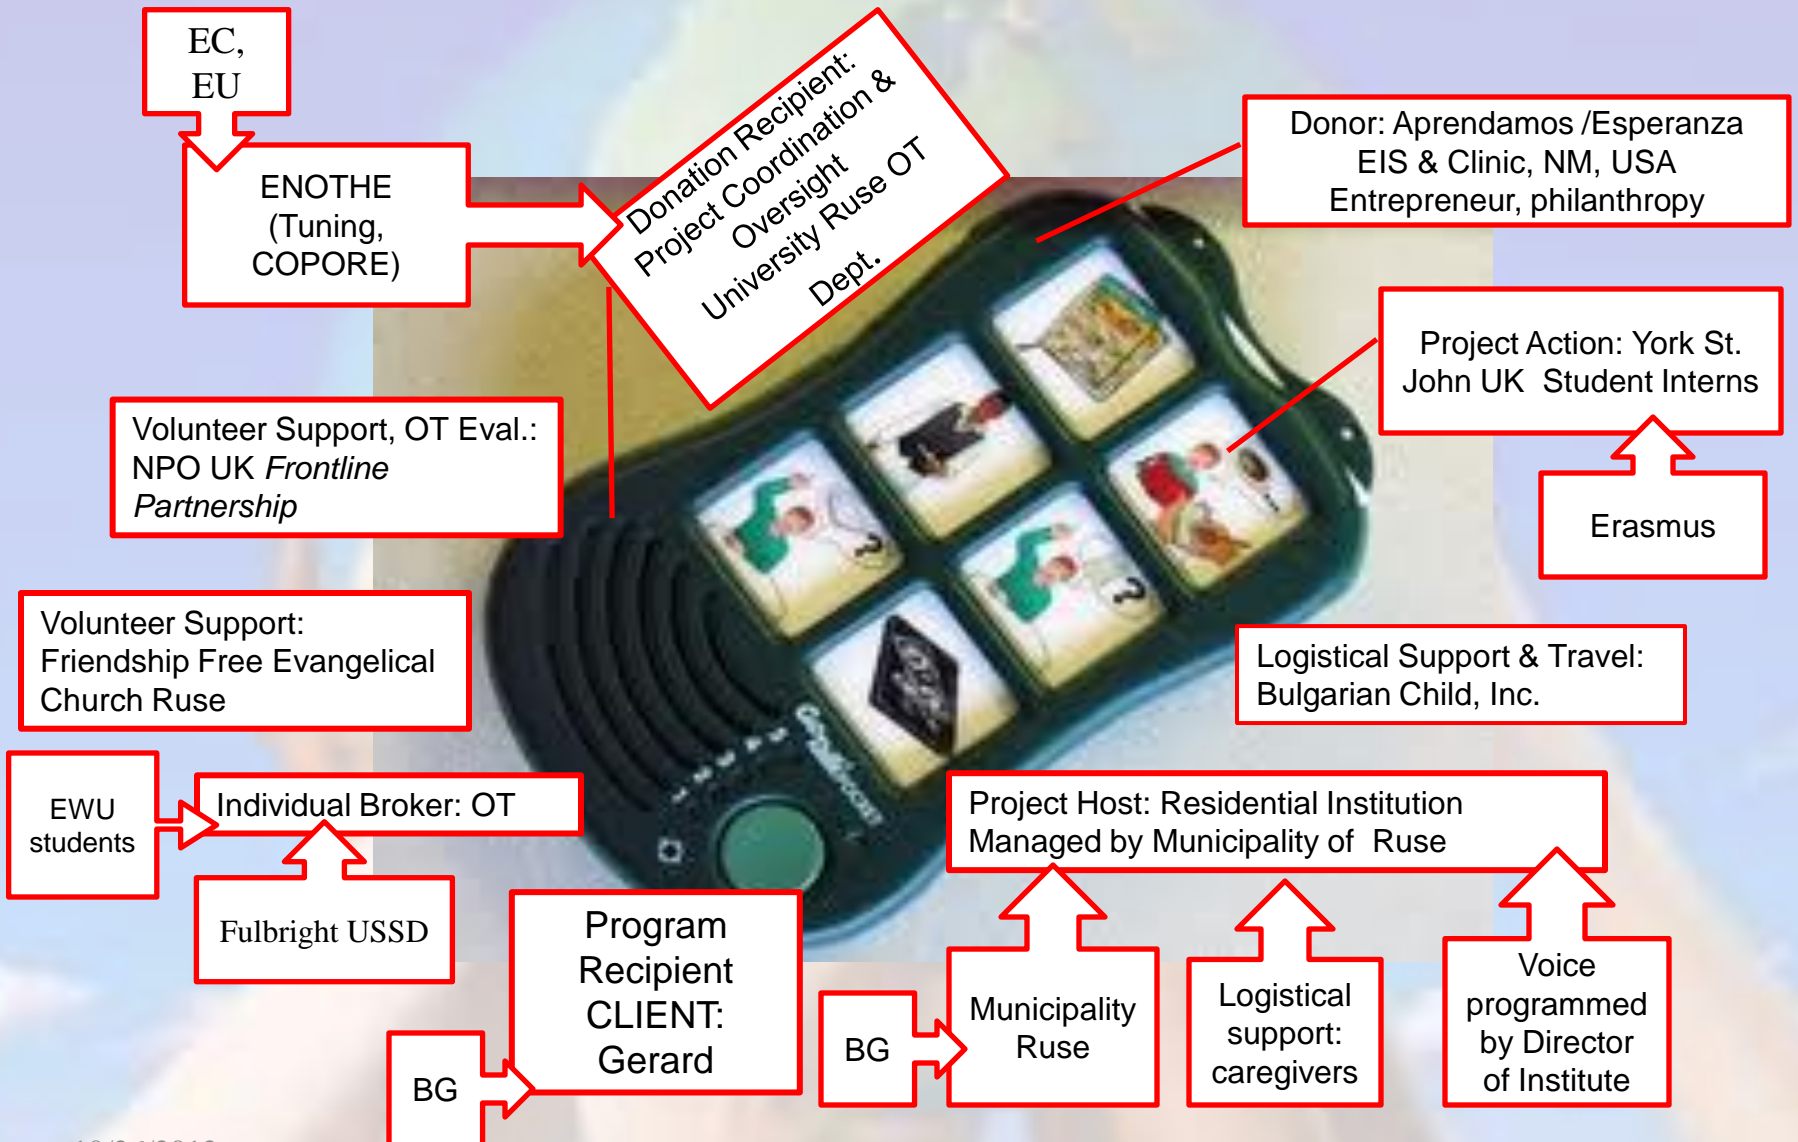 EC,
EU
ENOTHE
(Tuning,
COPORE)
Donation Recipient:
Project Coordination &
Oversight
University Ruse OT
Dept.
Donor: Aprendamos /Esperanza
EIS & Clinic, NM, USA
Entrepreneur, philanthropy
Project Action: York St.
John UK Student Interns
Erasmus
Volunteer Support, OT Eval.:
NPO UK Frontline
Partnership
Volunteer Support:
Friendship Free Evangelical
Church Ruse
Logistical Support & Travel:
Bulgarian Child, Inc.
EWU
students
Individual Broker: OT
Fulbright USSD
Project Host: Residential Institution
Managed by Municipality of Ruse
Program
Recipient
CLIENT:
Gerard
BG
BG
Municipality
Ruse
Logistical
support:
caregivers
Voice
programmed
by Director
of Institute